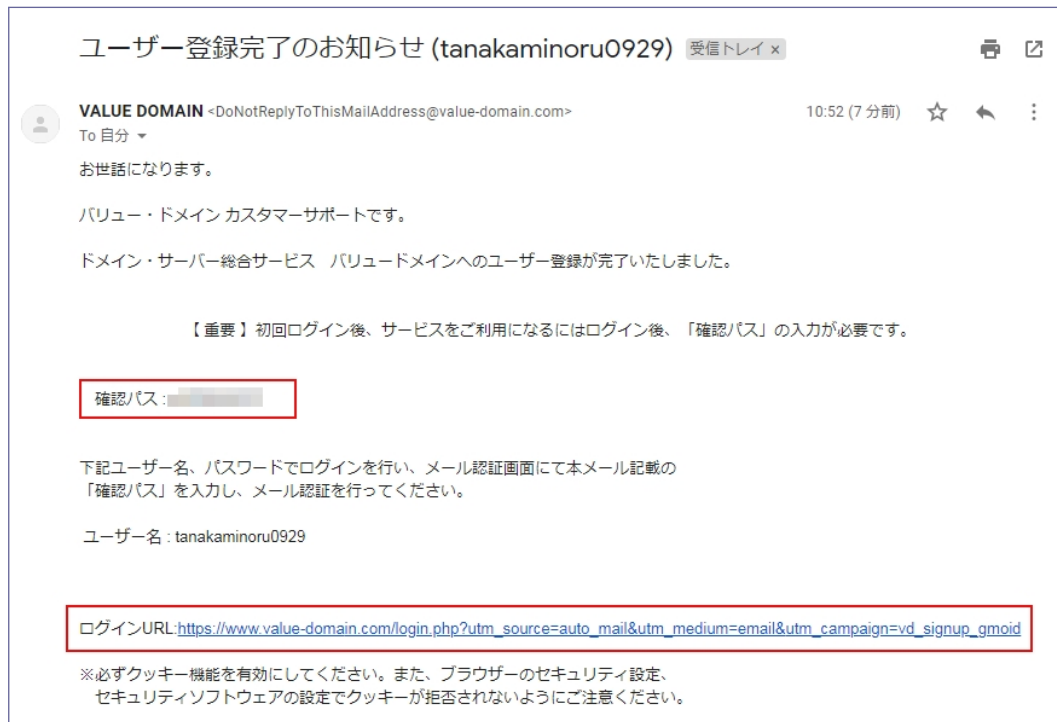 ユーザー登録完了のお知らせ (tanakaminoru0929) 受信トレイ ×
VALUE DOMAIN <DoNotReplyToThisMailAddress@value-domain.com> 10:52 (7 分前)
To 自分
お世話になります。
バリュー・ドメイン カスタマーサポートです。
ドメイン・サーバー総合サービス　バリュードメインへのユーザー登録が完了いたしました。
【 重要 】初回ログイン後、サービスをご利用になるにはログイン後、「確認パス」の入力が必要です。
確認パス :
下記ユーザー名、パスワードでログインを行い、メール認証画面にて本メール記載の
「確認パス」を入力し、メール認証を行ってください。
ユーザー名 : tanakaminoru0929
ログインURL:https://www.value-domain.com/login.php?utm_source=auto_mail&utm_medium=email&utm_campaign=vd_signup_gmoid
※必ずクッキー機能を有効にしてください。また、ブラウザーのセキュリティ設定、
セキュリティソフトウェアの設定でクッキーが拒否されないようにご注意ください。